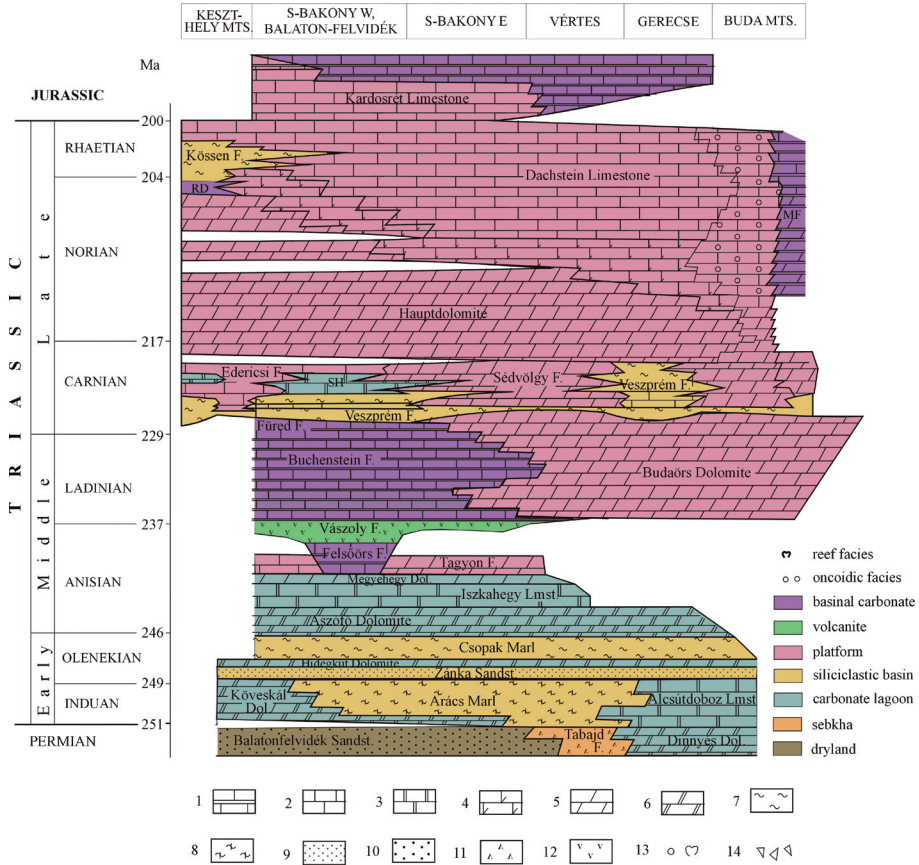 KESZT-
HELY MTS.
S-BAKONY W,
BALATON-FELVIDÉK
S-BAKONY E
VÉRTES
GERECSE
BUDA MTS.
Ma
JURASSIC
Kardosrét Limestone
200
RHAETIAN
Kössen F.
Dachstein Limestone
204
RD
MF
NORIAN
Late
Hauptdolomite
217
TRIASSIC
CARNIAN
Edericsi F.
SH
Sédvölgy F.
Veszprém F.
Veszprém F.
Füred F.
229
Buchenstein F.
LADINIAN
Budaörs Dolomite
Middle
237
Vászoly F.
Felsőörs F.
ANISIAN
Tagyon F.
Megyehegy Dol.
Iszkahegy Lmst
Aszófő Dolomite
246
OLENEKIAN
Csopak Marl
Hidegkút Dolomite
Zánka Sandst.
249
Early
INDUAN
Köveskál
Dol
Arács Marl
Alcsútdoboz Lmst
251
PERMIAN
Balatonfelvidék Sandst.
Tabajd
F.
Dinnyés Dol.
reef facies
oncoidic facies
basinal carbonate
volcanite
platform
siliciclastic basin
carbonate lagoon
sebkha
dryland
1
2
3
4
5
6
7
8
9
10
11
12
13
14